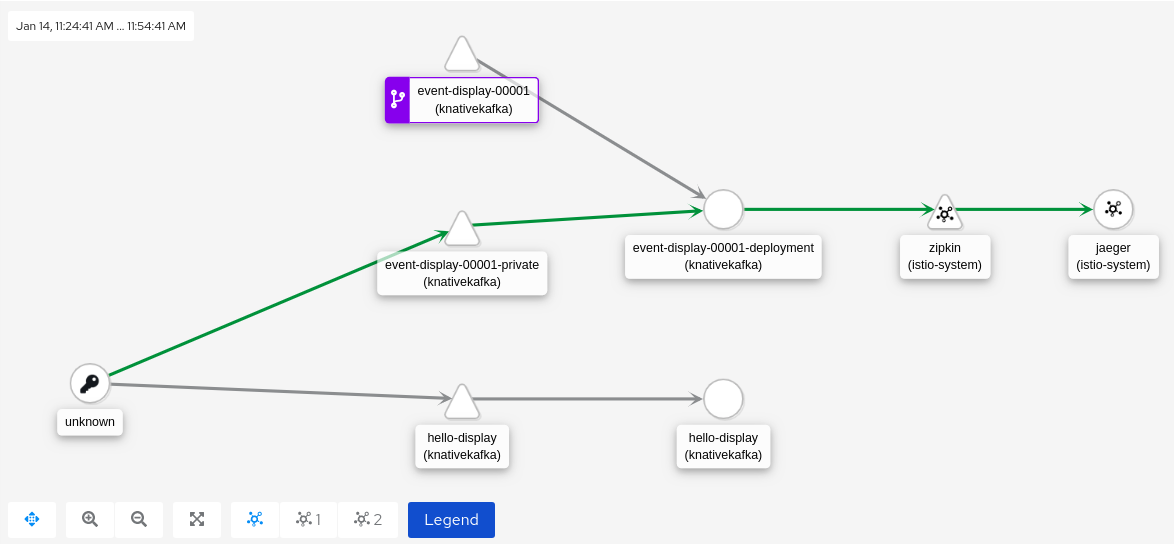 Jan 14, 11:24:41 AM ... 11:54:41 AM
event-display-00001
(knativekafka)
event-display-00001-private
(knativekafka)
event-display-00001-deployment
(knativekafka)
zipkin
(istio-system)
jaeger
(istio-system)
unknown
hello-display
(knativekafka)
hello-display
(knativekafka)
1
2
Legend